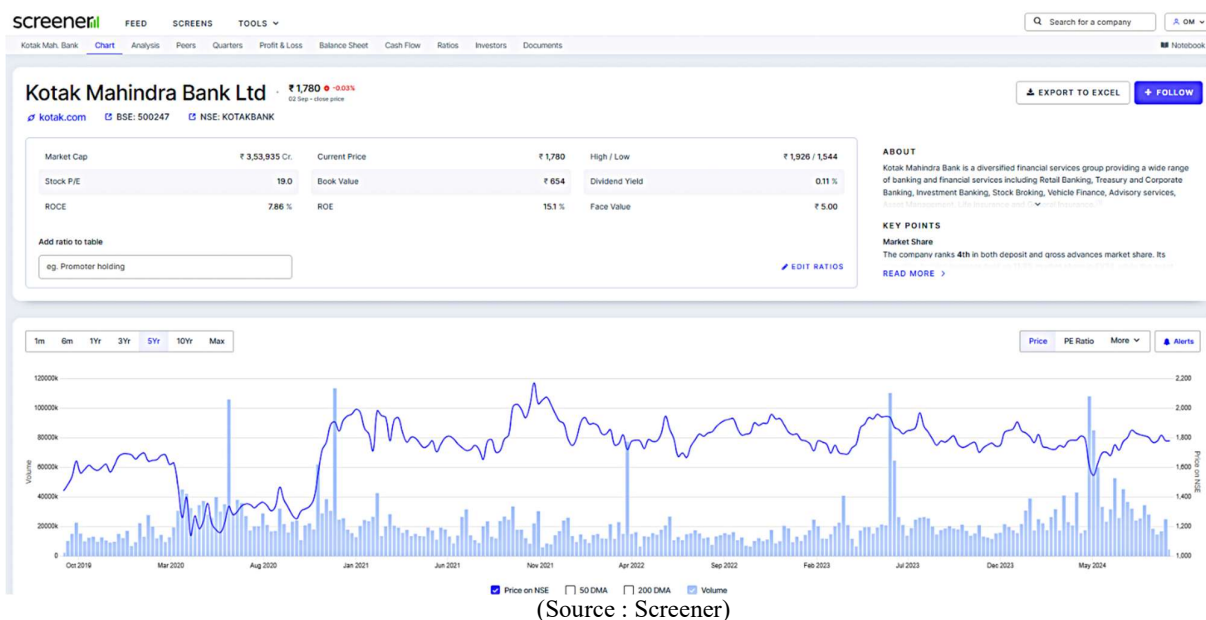 screener
FEED SCREENS TOOLS
Search for a company
OM
Kotak Mah. Bank Chart Analysis Peers Quarters Profit & Loss Balance Sheet Cash Flow Ratios Investors Documents
Notebook
Kotak Mahindra Bank Ltd · ₹ 1,780 -0.03%
02 Sep - close price
EXPORT TO EXCEL
+ FOLLOW
kotak.com BSE: 500247 NSE: KOTAKBANK
Market Cap ₹ 3,53,935 Cr. Current Price ₹ 1,780 High / Low ₹ 1,926 / 1,544
Stock P/E 19.0 Book Value ₹ 654 Dividend Yield 0.11 %
ROCE 7.86 % ROE 15.1 % Face Value ₹ 5.00
Add ratio to table
eg. Promoter holding
EDIT RATIOS
ABOUT
Kotak Mahindra Bank is a diversified financial services group providing a wide range
of banking and financial services including Retail Banking, Treasury and Corporate
Banking, Investment Banking, Stock Broking, Vehicle Finance, Advisory services,
Asset Management, Life Insurance and General Insurance.
KEY POINTS
Market Share
The company ranks 4th in both deposit and gross advances market share. Its
READ MORE >
1m 6m 1Yr 3Yr 5Yr 10Yr Max
Price PE Ratio More
Alerts
120000k
100000k
80000k
60000k
40000k
20000k
0
Volume
2,200
2,000
1,800
1,600
1,400
1,200
1,000
Price on NSE
Oct 2019 Mar 2020 Aug 2020 Jan 2021 Jun 2021 Nov 2021 Apr 2022 Sep 2022 Feb 2023 Jul 2023 Dec 2023 May 2024
Price on NSE 50 DMA 200 DMA Volume
(Source : Screener)